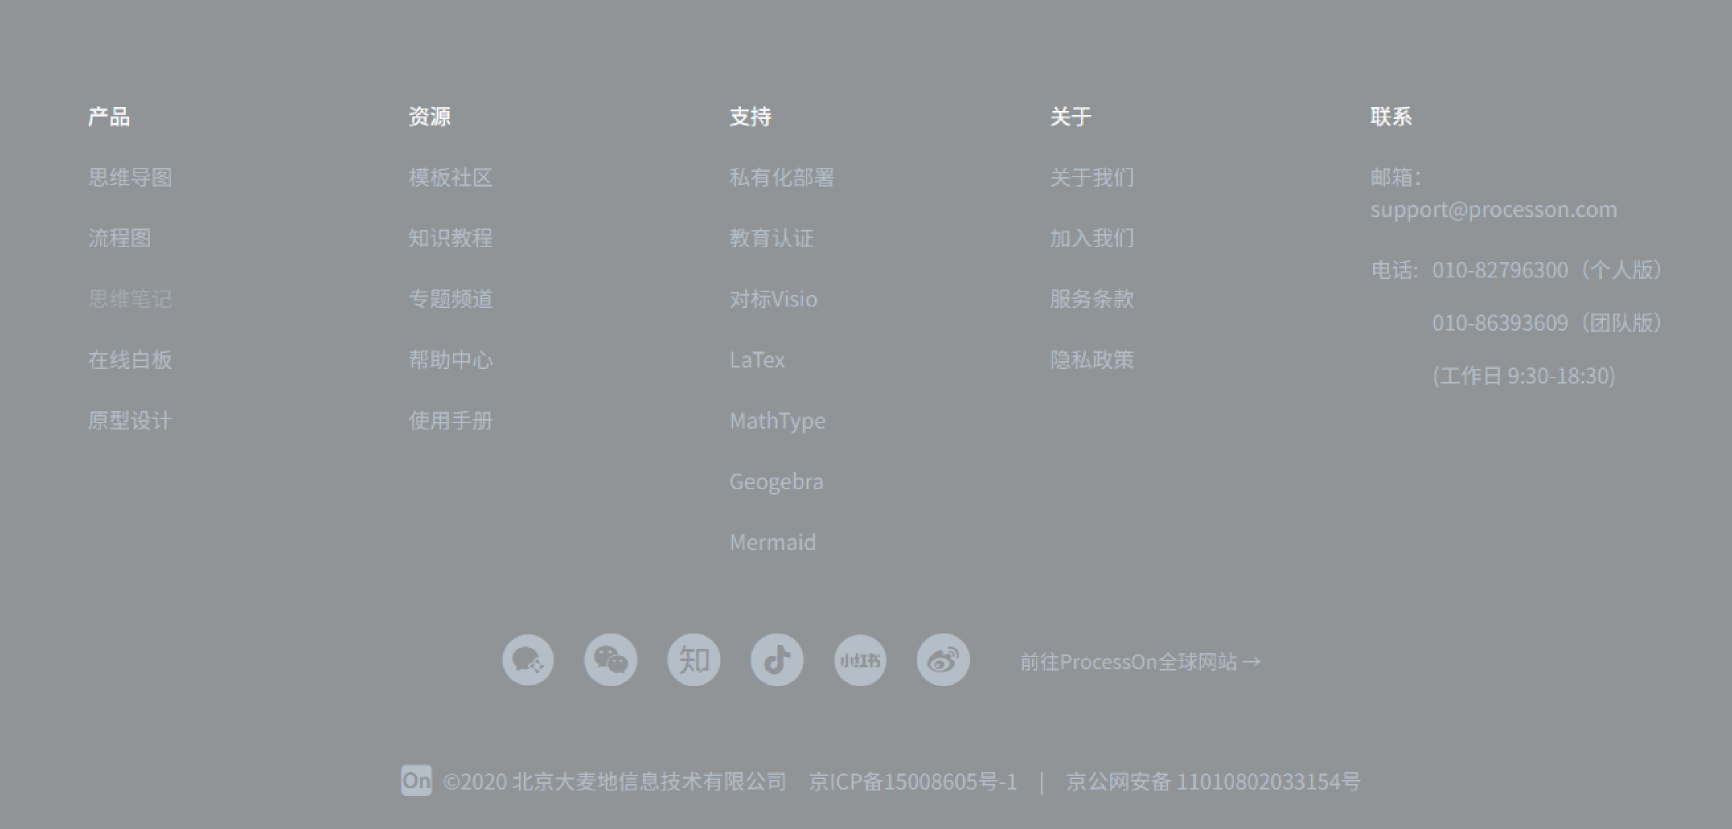 产品
思维导图
流程图
思维笔记
在线白板
原型设计
资源
模板社区
知识教程
专题频道
帮助中心
使用手册
支持
私有化部署
教育认证
对标Visio
LaTex
MathType
Geogebra
Mermaid
关于
关于我们
加入我们
服务条款
隐私政策
联系
邮箱：
support@processon.com
电话: 010-82796300（个人版）
010-86393609（团队版）
(工作日 9:30-18:30)
知 小红书 前往ProcessOn全球网站 →
On ©2020 北京大麦地信息技术有限公司 京ICP备15008605号-1 | 京公网安备 11010802033154号